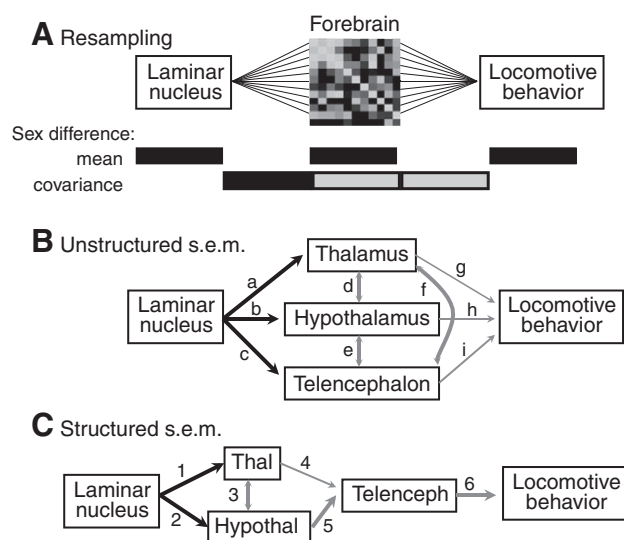 A Resampling
Forebrain
Laminar
nucleus
Locomotive
behavior
Sex difference:
mean
covariance
B Unstructured s.e.m.
Laminar
nucleus
a
b
c
Thalamus
d
f
g
Hypothalamus
h
e
i
Telencephalon
Locomotive
behavior
C Structured s.e.m.
Laminar
nucleus
1
2
Thal
3
4
Hypothal
5
Telenceph
6
Locomotive
behavior